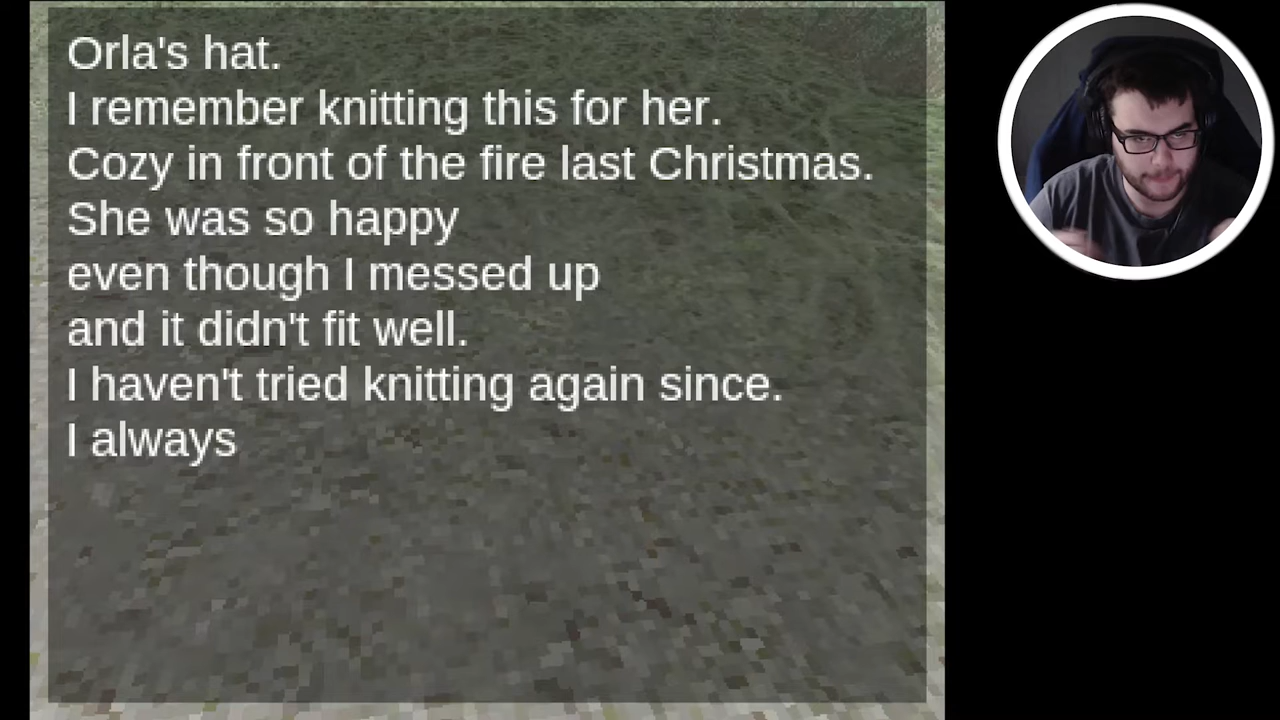 Orla's hat.
I remember knitting this for her.
Cozy in front of the fire last Christmas.
She was so happy
even though I messed up
and it didn't fit well.
I haven't tried knitting again since.
I always